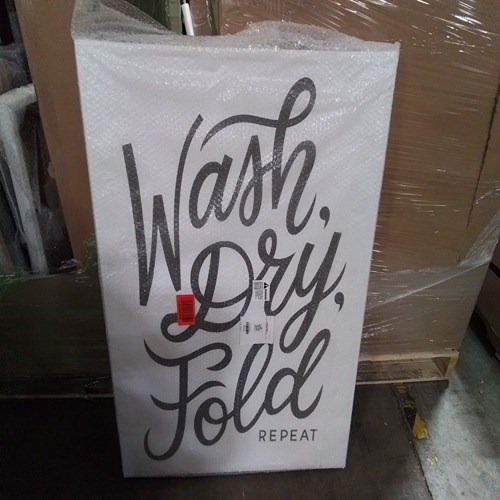 Wash,
Dry,
Fold
REPEAT